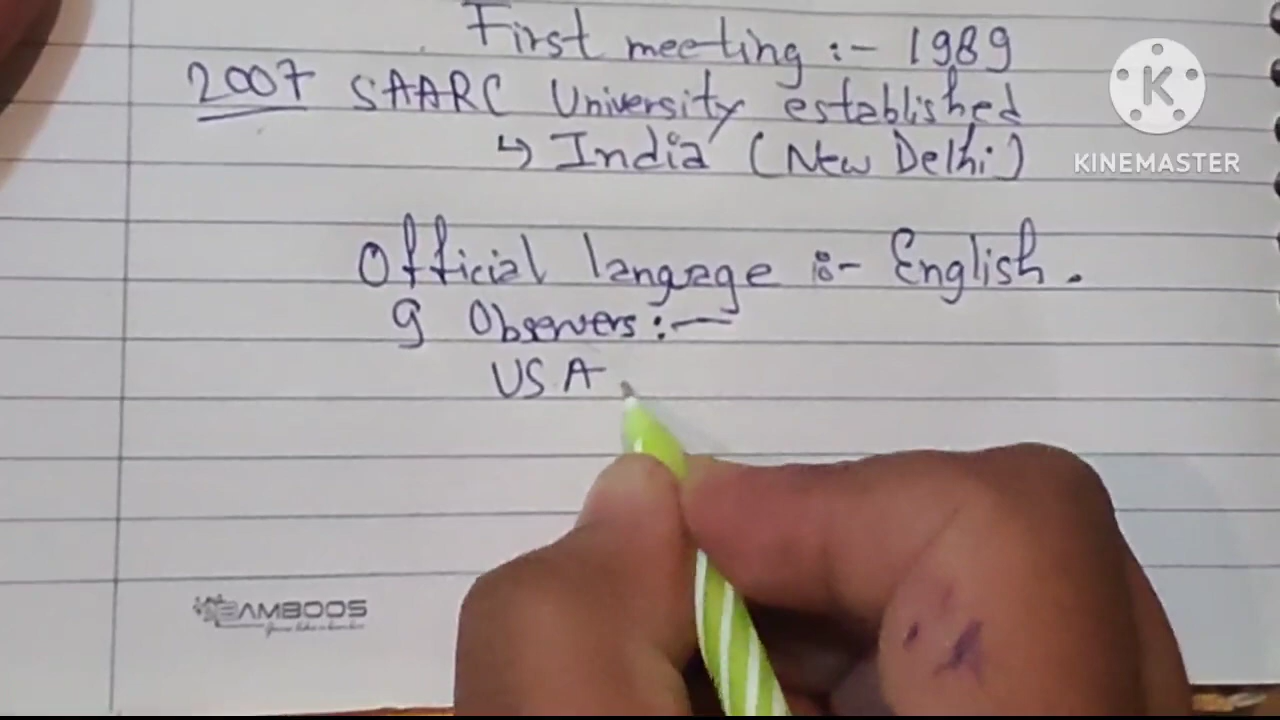 First meeting :- 1989
2007 SAARC University established
↳ India (New Delhi)
Official langage :- English.
9 Observers :-
USA
K
KINEMASTER
BAMBOOS